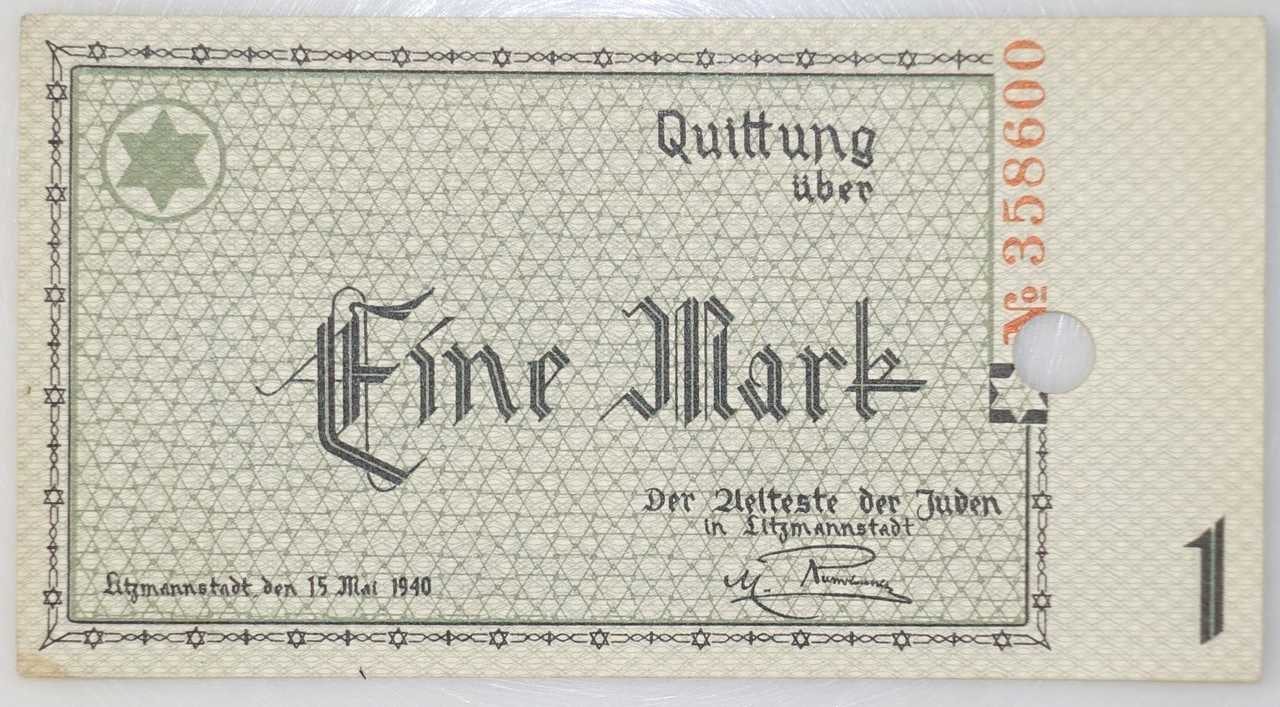 Quittung
über
№ 358600
Eine Mark
Der Aelteste der Juden
in Litzmannstadt
Litzmannstadt, den 15 Mai 1940
1